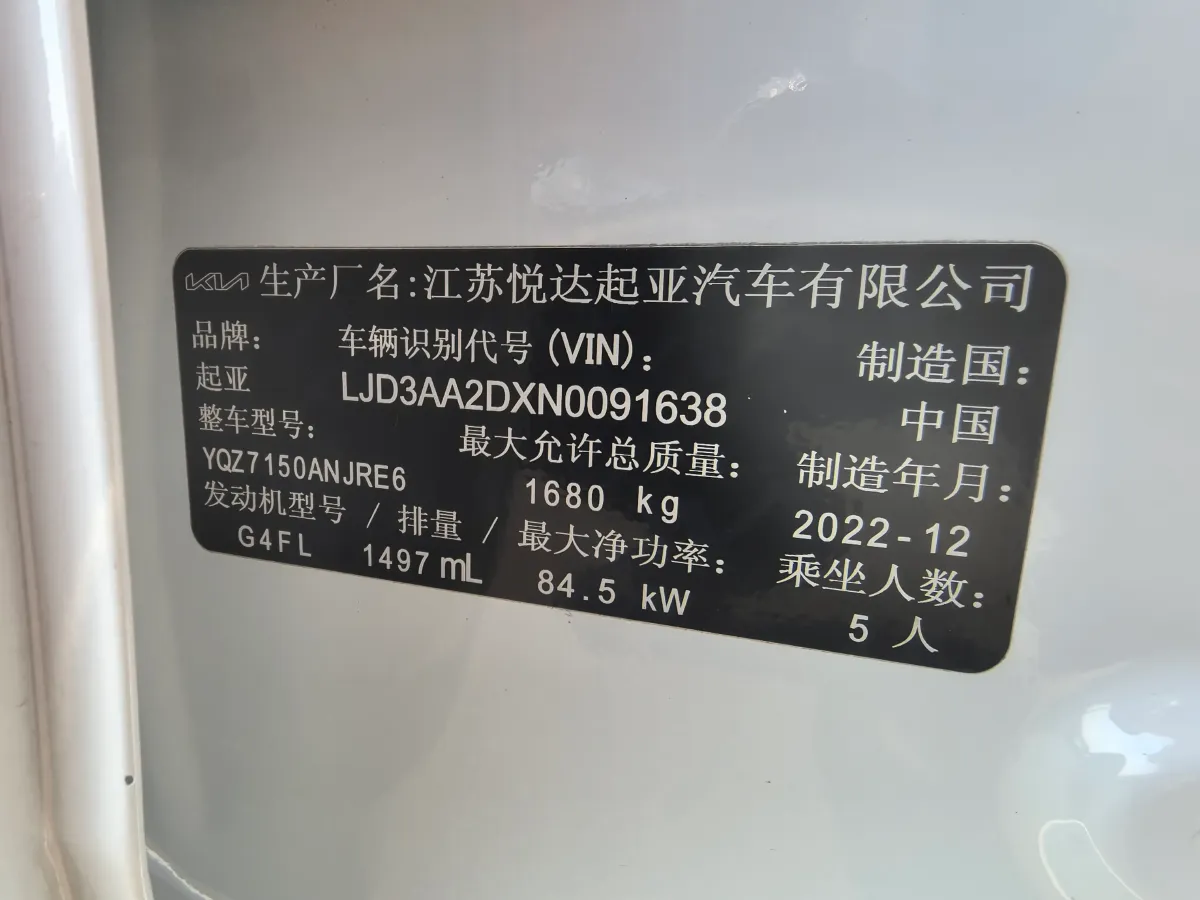 KIA 生产厂名:江苏悦达起亚汽车有限公司
品牌: 车辆识别代号 (VIN): 制造国:
起亚 LJD3AA2DXN0091638 中国
整车型号: 最大允许总质量: 制造年月:
YQZ7150ANJRE6 1680 kg 2022-12
发动机型号 / 排量 / 最大净功率: 乘坐人数:
G4FL 1497 mL 84.5 kW 5 人